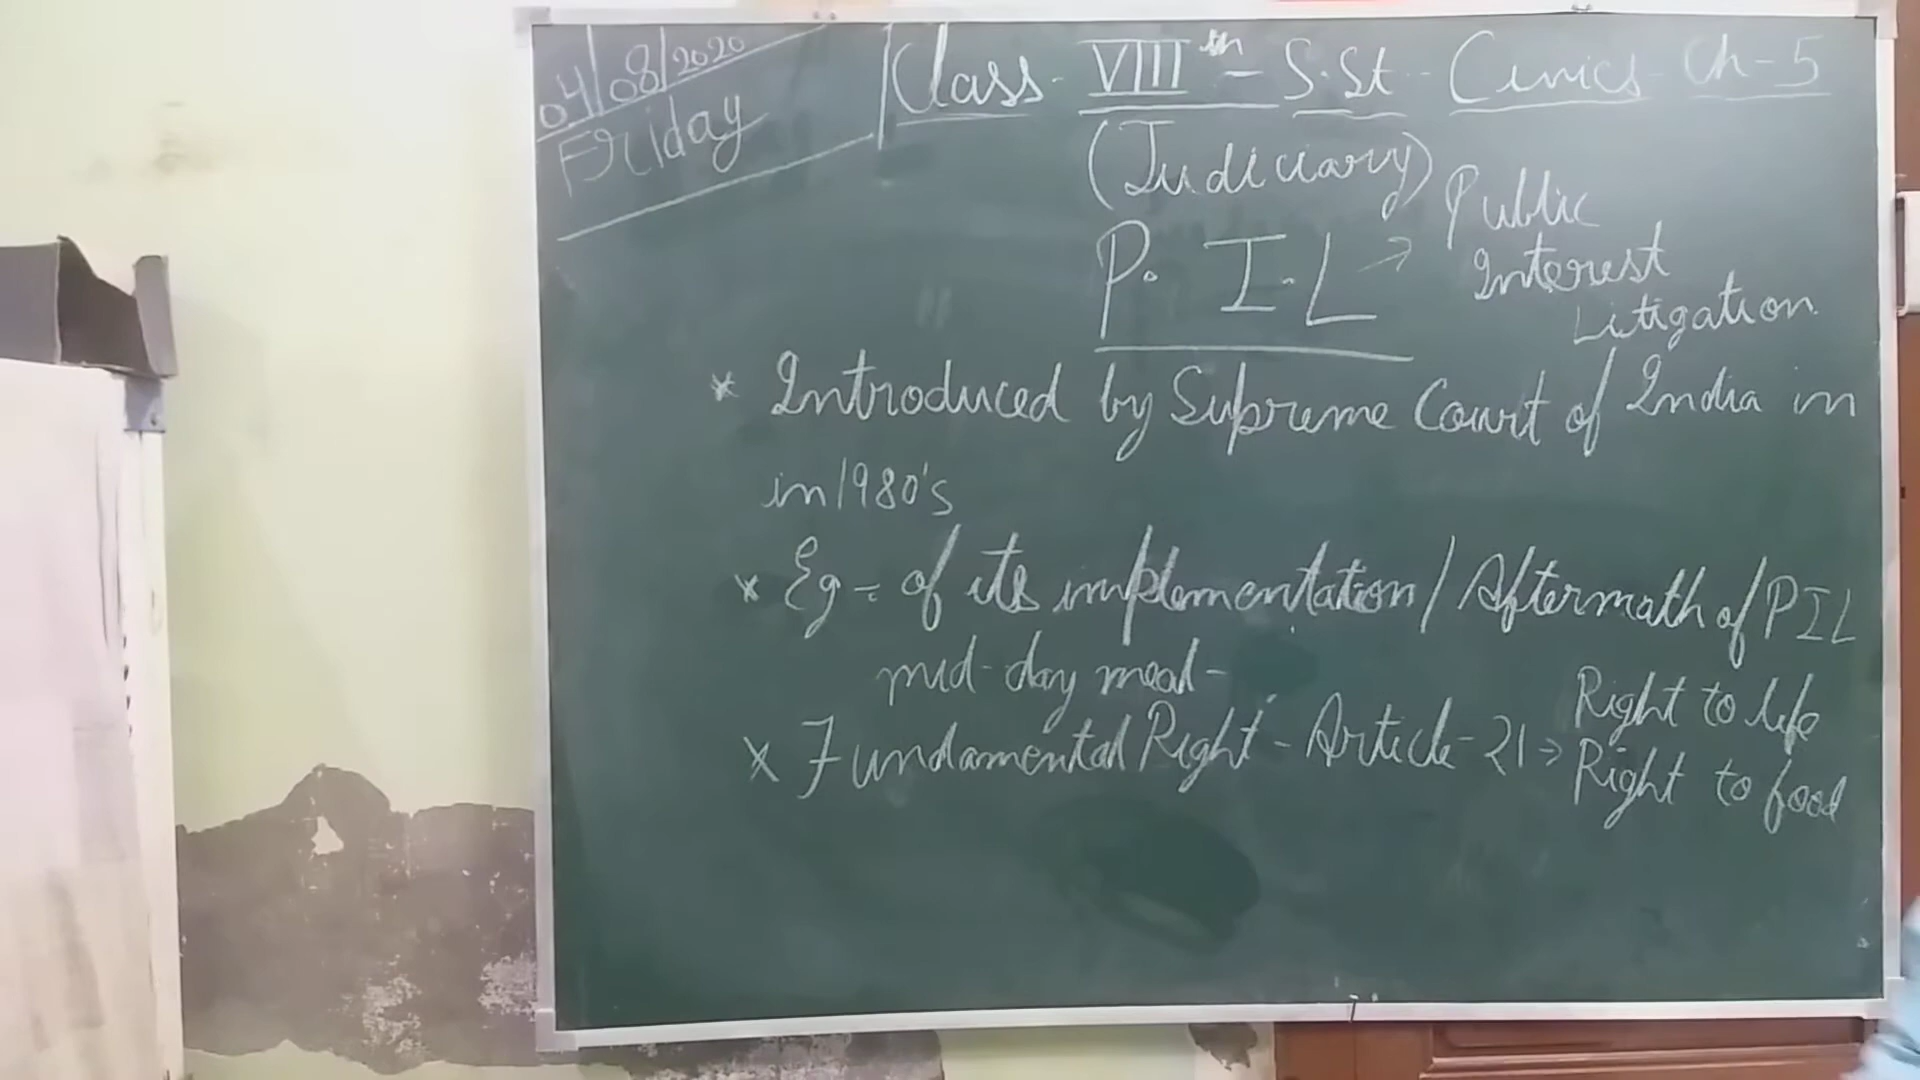 04/08/2020
Friday
Class - VIIIth - S.St - Civics - Ch-5
(Judiciary)
P. I. L → Public
Interest
Litigation
* Introduced by Supreme Court of India in
in 1980's
* Eg = of its implementation / Aftermath of PIL
mid-day meal -
* Fundamental Right - Article - 21 => Right to life
Right to food